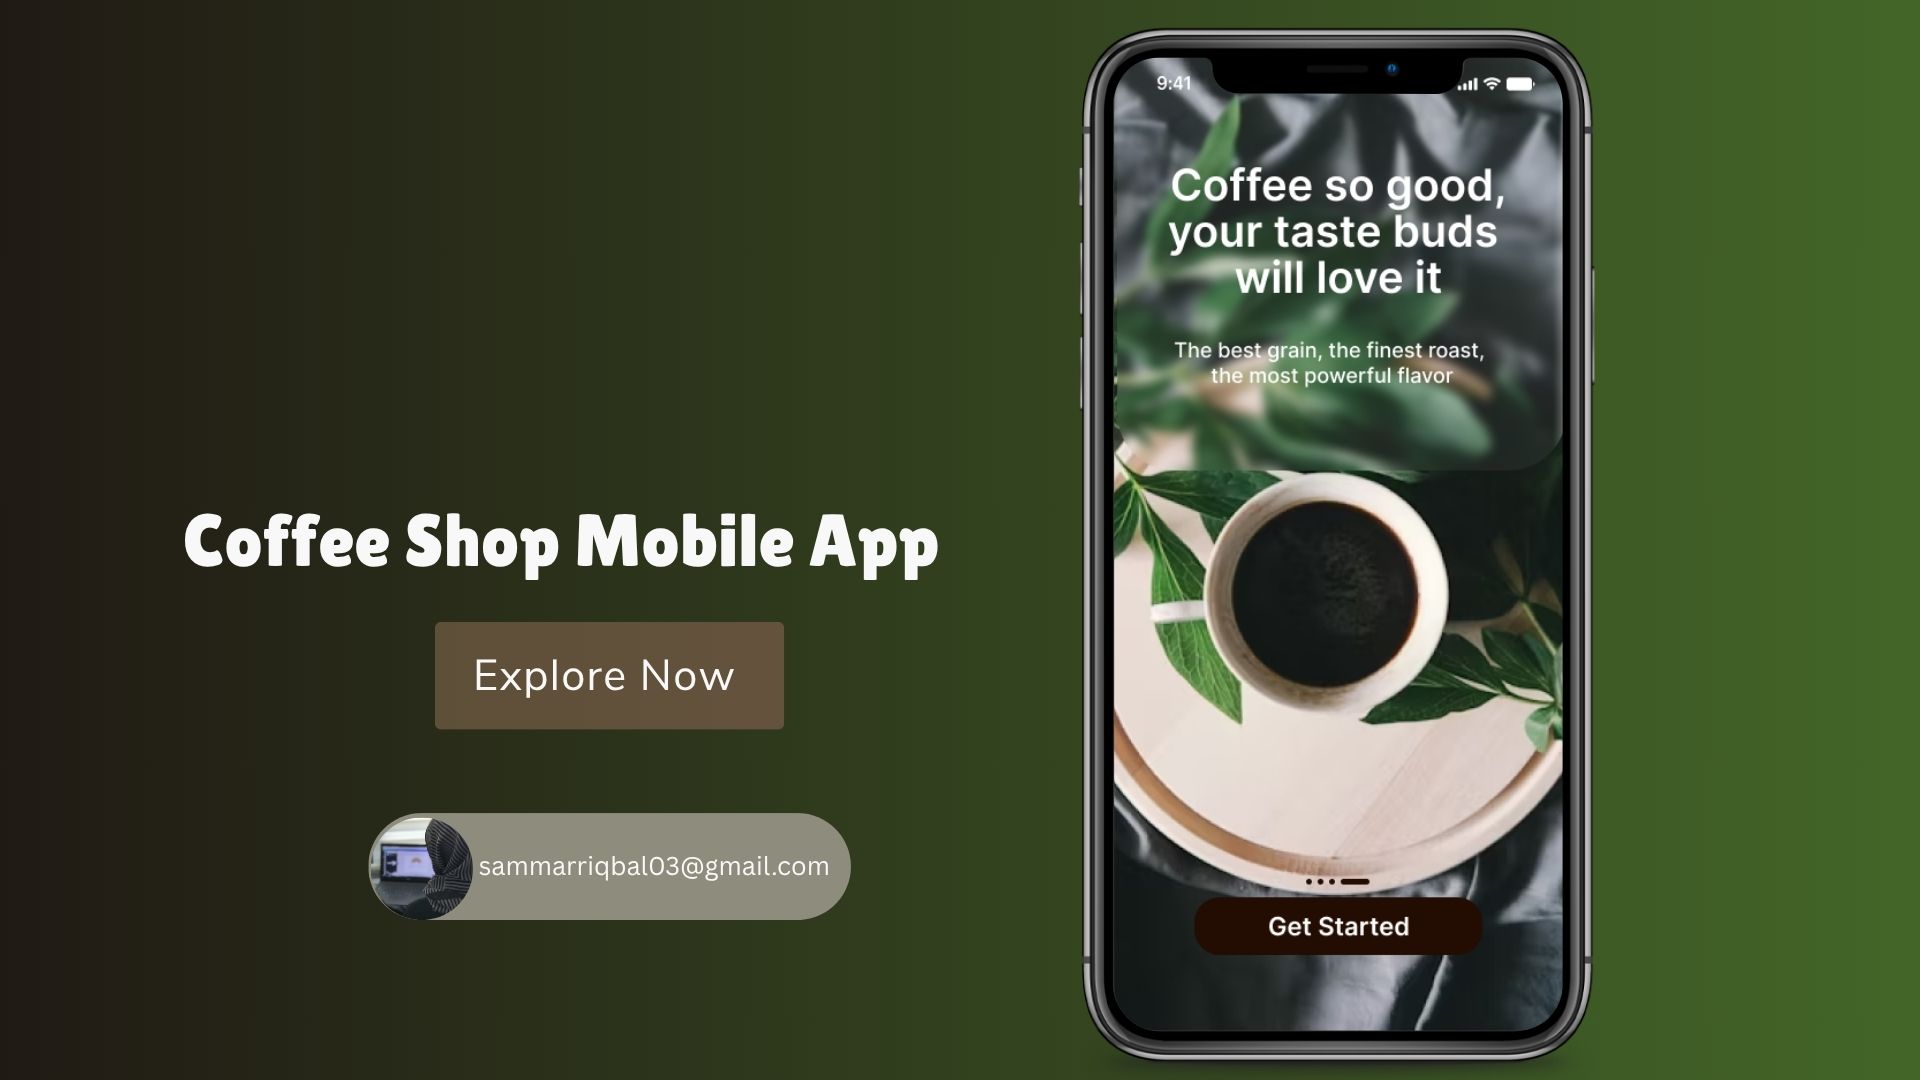 Coffee Shop Mobile App
Explore Now
sammarriqbal03@gmail.com
9:41
Coffee so good,
your taste buds
will love it
The best grain, the finest roast,
the most powerful flavor
Get Started